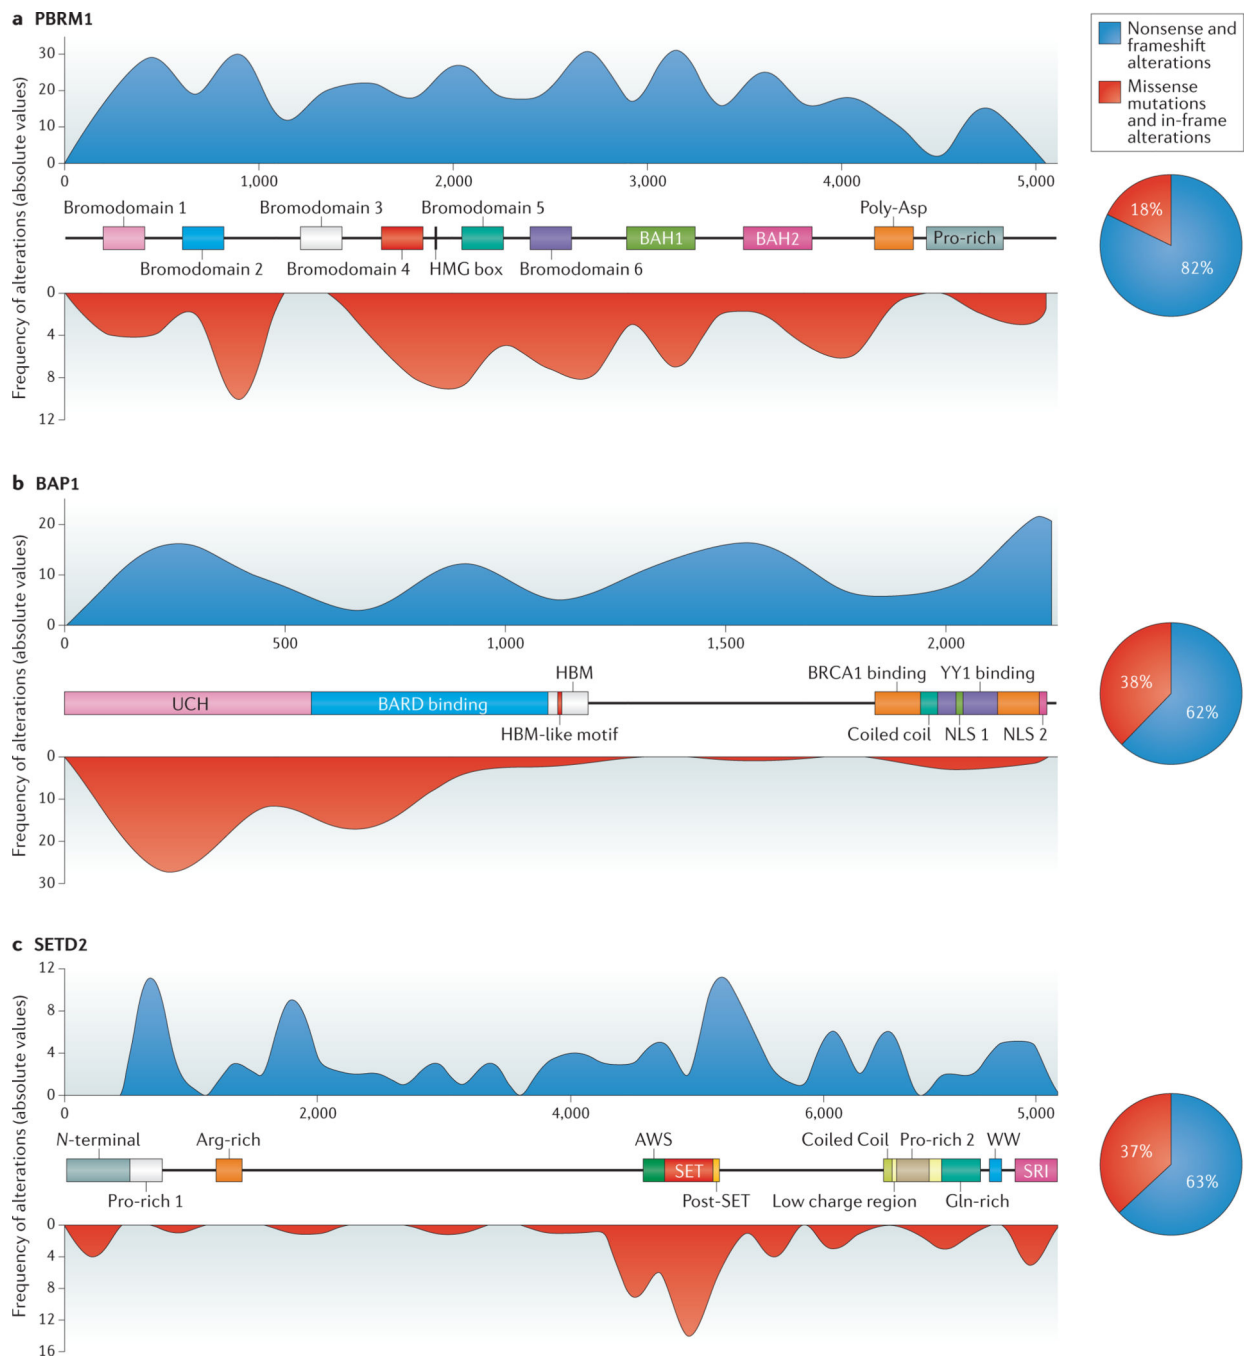 a PBRM1
Frequency of alterations (absolute values)
30
20
10
0
0 1,000 2,000 3,000 4,000 5,000
Nonsense and
frameshift
alterations
Missense
mutations
and in-frame
alterations
18%
82%
Bromodomain 1 Bromodomain 3 Bromodomain 5 Poly-Asp
BAH1 BAH2 Pro-rich
Bromodomain 2 Bromodomain 4 HMG box Bromodomain 6
0
4
8
12
b BAP1
Frequency of alterations (absolute values)
20
10
0
0 500 1,000 1,500 2,000
HBM BRCA1 binding YY1 binding
UCH BARD binding
HBM-like motif Coiled coil NLS 1 NLS 2
38%
62%
0
10
20
30
c SETD2
Frequency of alterations (absolute values)
12
8
4
0
0 2,000 4,000 6,000 5,000
N-terminal Arg-rich AWS Coiled Coil Pro-rich 2 WW
SET SRI
Pro-rich 1 Post-SET Low charge region Gln-rich
37%
63%
0
4
8
12
16